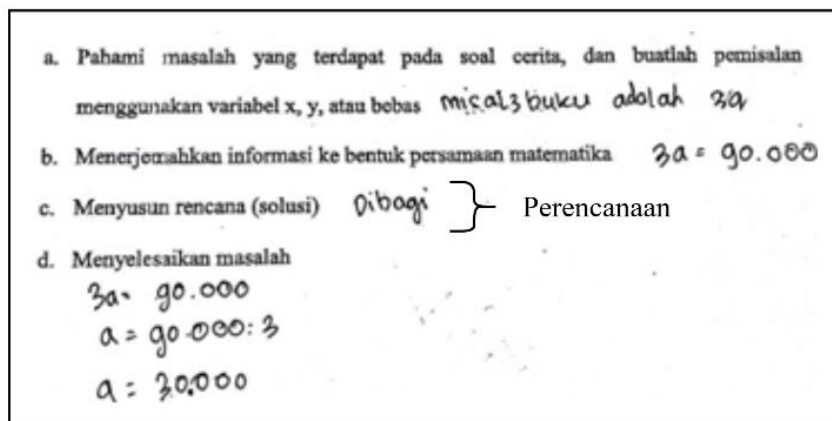 a. Pahami masalah yang terdapat pada soal cerita, dan buatlah pemisalan
menggunakan variabel x, y, atau bebas misal 3 buku adalah 3a
b. Menerjemahkan informasi ke bentuk persamaan matematika 3a = 90.000
c. Menyusun rencana (solusi) Dibagi } Perencanaan
d. Menyelesaikan masalah
3a = 90.000
a = 90.000 : 3
a = 30.000